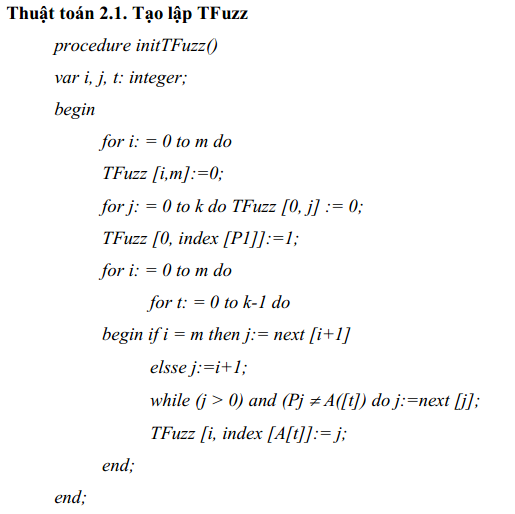 Thuật toán 2.1. Tạo lập TFuzz
procedure initTFuzz()
var i, j, t: integer;
begin
for i: = 0 to m do
TFuzz [i,m]:=0;
for j: = 0 to k do TFuzz [0, j] := 0;
TFuzz [0, index [P1]]:=1;
for i: = 0 to m do
for t: = 0 to k-1 do
begin if i = m then j:= next [i+1]
elsse j:=i+1;
while (j > 0) and (Pj ≠ A([t]) do j:=next [j];
TFuzz [i, index [A[t]]:= j;
end;
end;